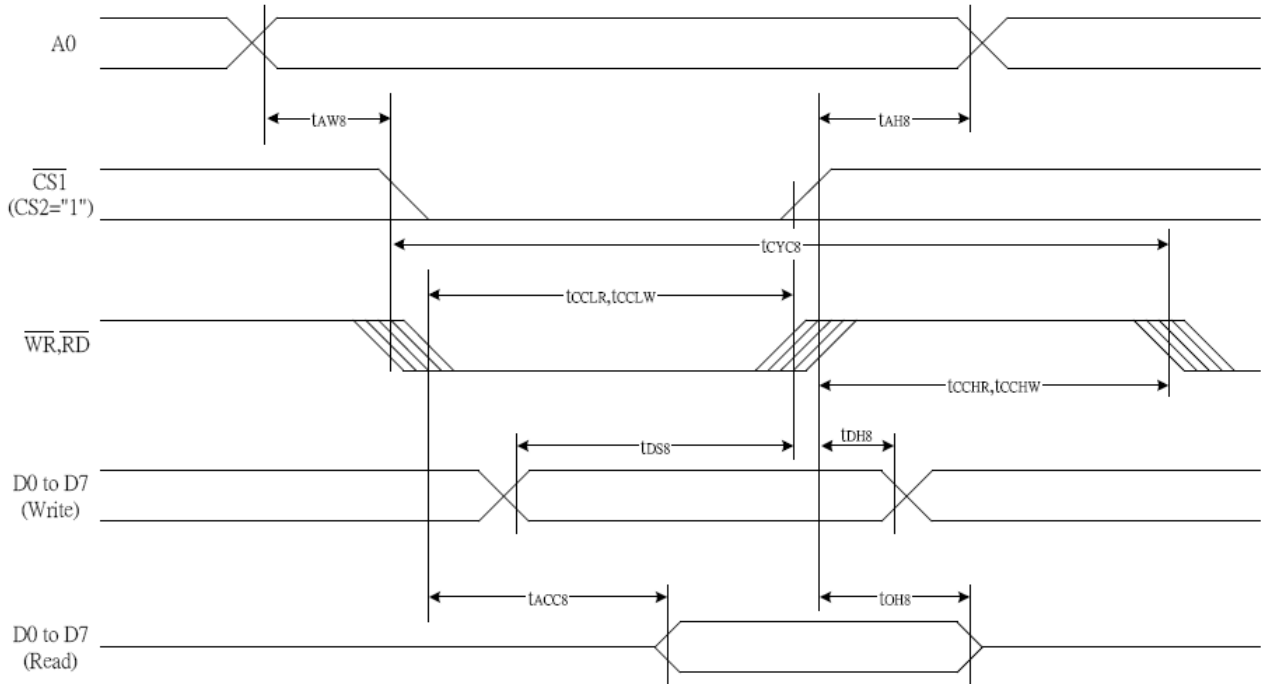 A0
tAW8
tAH8
CS1
(CS2="1")
tCYC8
tCCLR,tCCLW
WR,RD
tCCHR,tCCHW
tDS8
tDH8
D0 to D7
(Write)
tACC8
tOH8
D0 to D7
(Read)